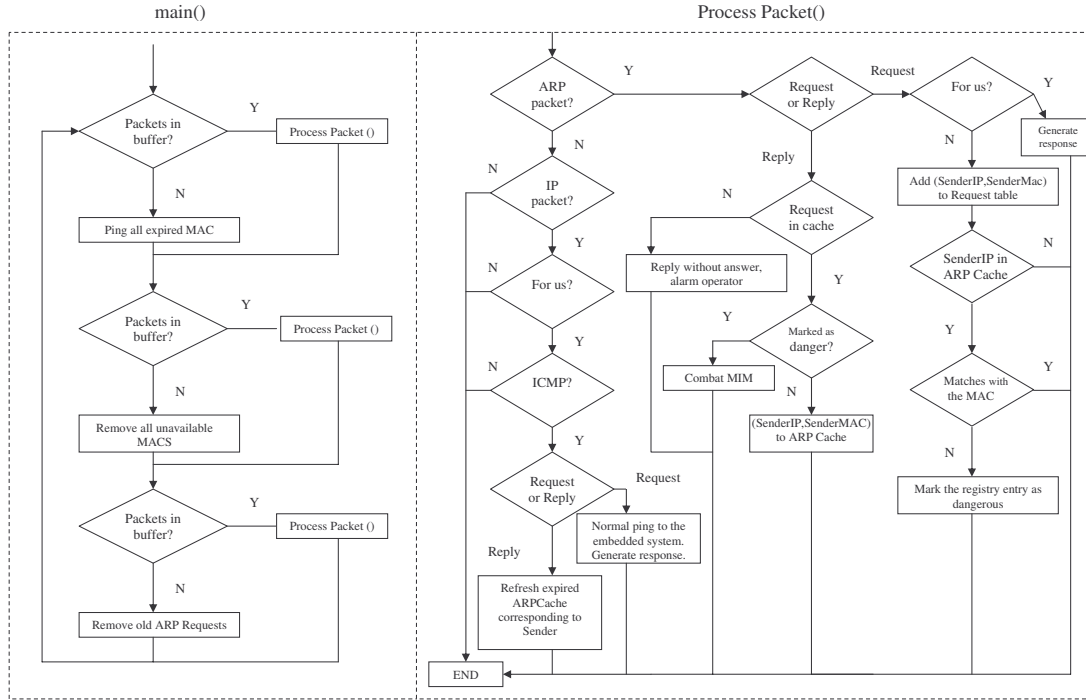 main()
Process Packet()
Packets in
buffer?
Y
Process Packet ()
N
Ping all expired MAC
Packets in
buffer?
Y
Process Packet ()
N
Remove all unavailable
MACS
Packets in
buffer?
Y
Process Packet ()
N
Remove old ARP Requests
ARP
packet?
Y
N
IP
packet?
N
Y
For us?
N
Y
ICMP?
N
Y
Request
or Reply
Request
Normal ping to the
embedded system.
Generate response.
Reply
Refresh expired
ARPCache
corresponding to
Sender
END
Request
or Reply
Request
Reply
Request
in cache
N
Reply without answer,
alarm operator
Y
Marked as
danger?
Y
Combat MIM
N
(SenderIP,SenderMAC)
to ARP Cache
For us?
Y
Generate
response
N
Add (SenderIP,SenderMac)
to Request table
SenderIP in
ARP Cache
N
Y
Matches with
the MAC
Y
N
Mark the registry entry as
dangerous